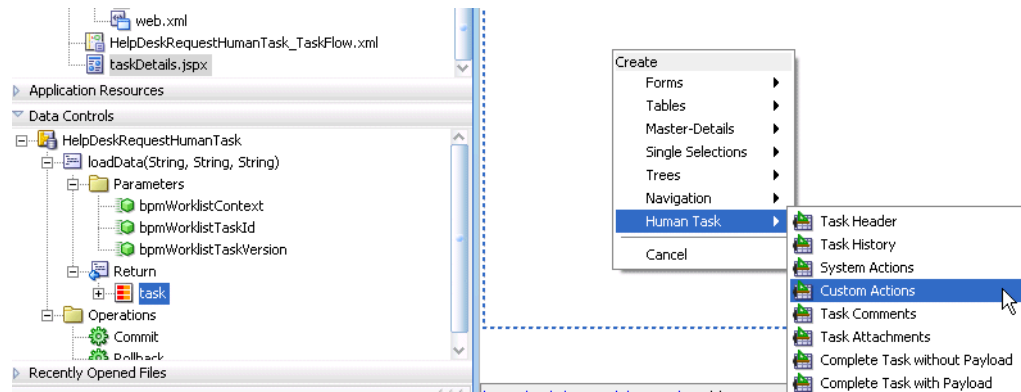 web.xml
HelpDeskRequestHumanTask_TaskFlow.xml
taskDetails.jspx
Application Resources
Data Controls
HelpDeskRequestHumanTask
loadData(String, String, String)
Parameters
bpmWorklistContext
bpmWorklistTaskId
bpmWorklistTaskVersion
Return
task
Operations
Commit
Rollback
Recently Opened Files
Create
Forms
Tables
Master-Details
Single Selections
Trees
Navigation
Human Task
Cancel
Task Header
Task History
System Actions
Custom Actions
Task Comments
Task Attachments
Complete Task without Payload
Complete Task with Payload